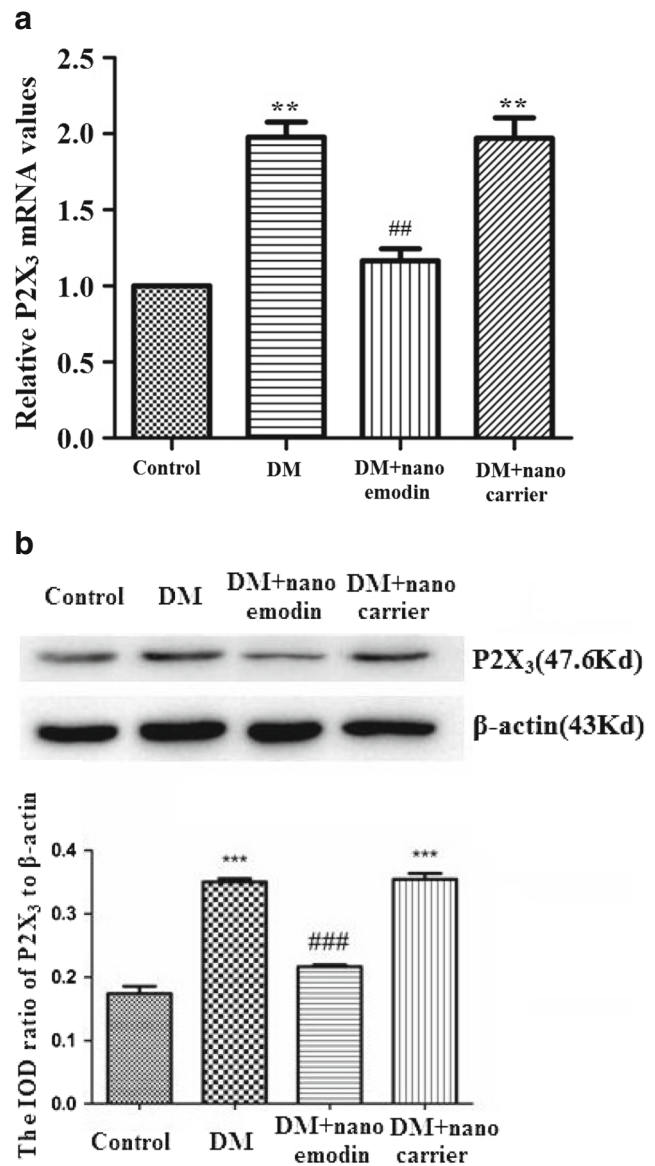 a
Relative P2X₃ mRNA values
2.5
2.0
1.5
1.0
0.5
0.0
**
##
**
Control
DM
DM+nano
emodin
DM+nano
carrier
b
Control
DM
DM+nano
emodin
DM+nano
carrier
P2X₃(47.6Kd)
β-actin(43Kd)
The IOD ratio of P2X₃ to β-actin
0.4
0.3
0.2
0.1
0.0
***
###
***
Control
DM
DM+nano
emodin
DM+nano
carrier